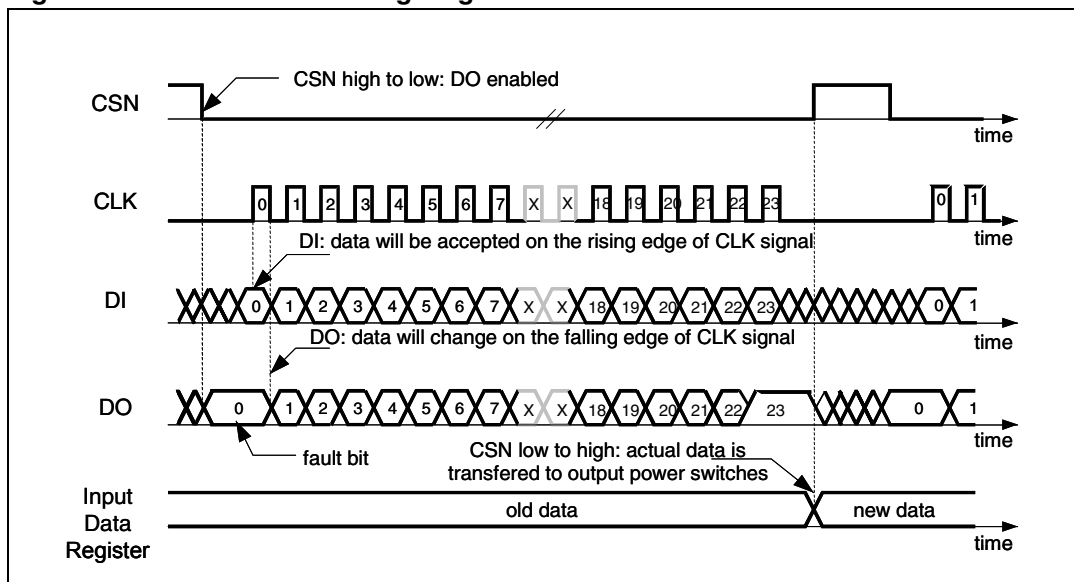 CSN high to low: DO enabled
CSN
time
CLK
0 1 2 3 4 5 6 7 X X 18 19 20 21 22 23 0 1
time
DI: data will be accepted on the rising edge of CLK signal
DI
0 1 2 3 4 5 6 7 X X 18 19 20 21 22 23 0 1
time
DO: data will change on the falling edge of CLK signal
DO
0 1 2 3 4 5 6 7 X X 18 19 20 21 22 23 0 1
time
fault bit
CSN low to high: actual data is
transfered to output power switches
Input
Data
Register
old data
new data
time